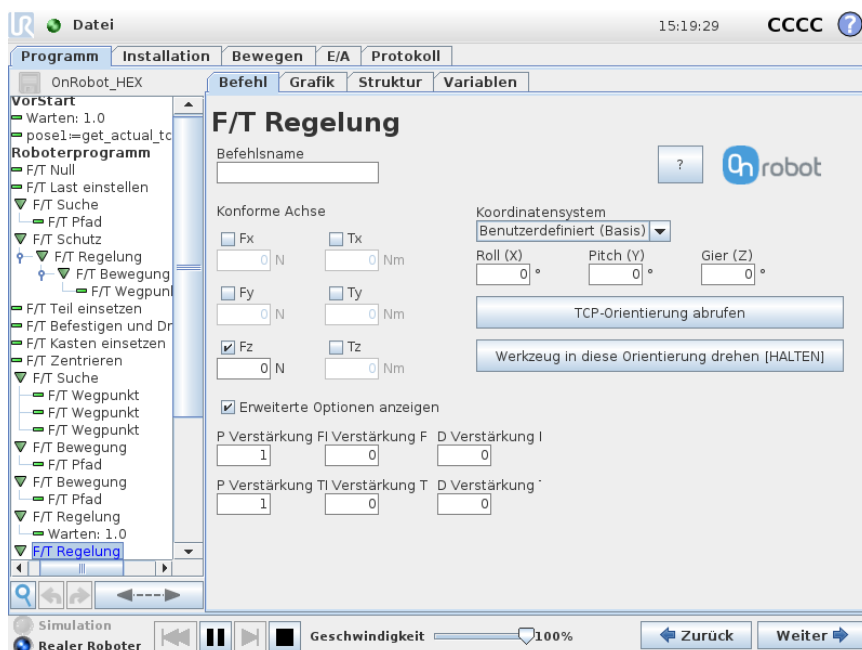 UR Datei 15:19:29 CCCC ?
Programm Installation Bewegen E/A Protokoll
OnRobot_HEX
Befehl Grafik Struktur Variablen
VorStart
Warten: 1.0
pose1:=get_actual_tc
Roboterprogramm
F/T Null
F/T Last einstellen
F/T Suche
F/T Pfad
F/T Schutz
F/T Regelung
F/T Bewegung
F/T Wegpun
F/T Teil einsetzen
F/T Befestigen und Dr
F/T Kasten einsetzen
F/T Zentrieren
F/T Suche
F/T Wegpunkt
F/T Wegpunkt
F/T Wegpunkt
F/T Bewegung
F/T Pfad
F/T Bewegung
F/T Pfad
F/T Regelung
Warten: 1.0
F/T Regelung
F/T Regelung
Befehlsname
?
On robot
Konforme Achse
Fx Tx
0 N 0 Nm
Fy Ty
0 N 0 Nm
Fz Tz
0 N 0 Nm
Koordinatensystem
Benutzerdefiniert (Basis)
Roll (X) Pitch (Y) Gier (Z)
0 ° 0 ° 0 °
TCP-Orientierung abrufen
Werkzeug in diese Orientierung drehen [HALTEN]
Erweiterte Optionen anzeigen
P Verstärkung F I Verstärkung F D Verstärkung I
1 0 0
P Verstärkung T I Verstärkung T D Verstärkung
1 0 0
Simulation
Realer Roboter
Geschwindigkeit 100%
Zurück Weiter